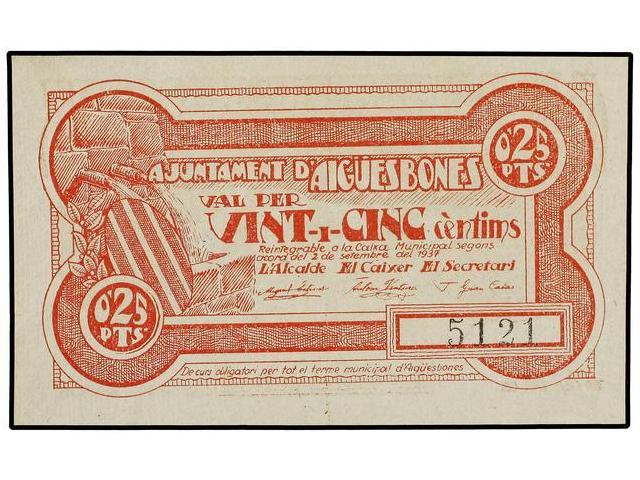 AJUNTAMENT D'AIGÜESBONES
0'25
PTS.
VAL PER
VINT-I-CINC cèntims
Reintegrable a la Caixa Municipal segons
acord del 2 de setembre del 1937
L'Alcalde El Caixer El Secretari
5121
0'25
PTS.
De curs obligatori per tot el terme municipal d'Aigüesbones